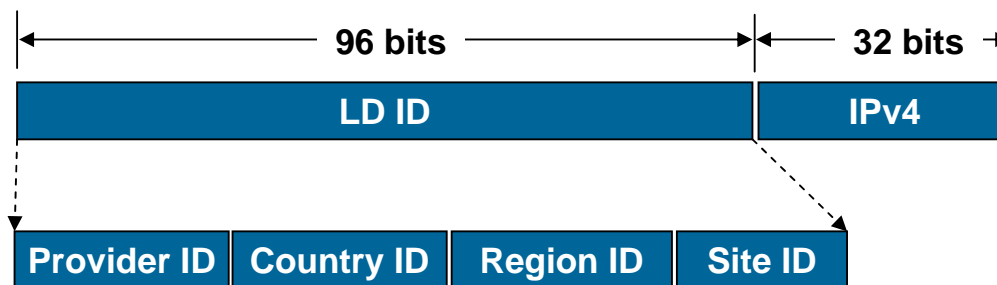 96 bits 32 bits
LD ID IPv4
Provider ID Country ID Region ID Site ID